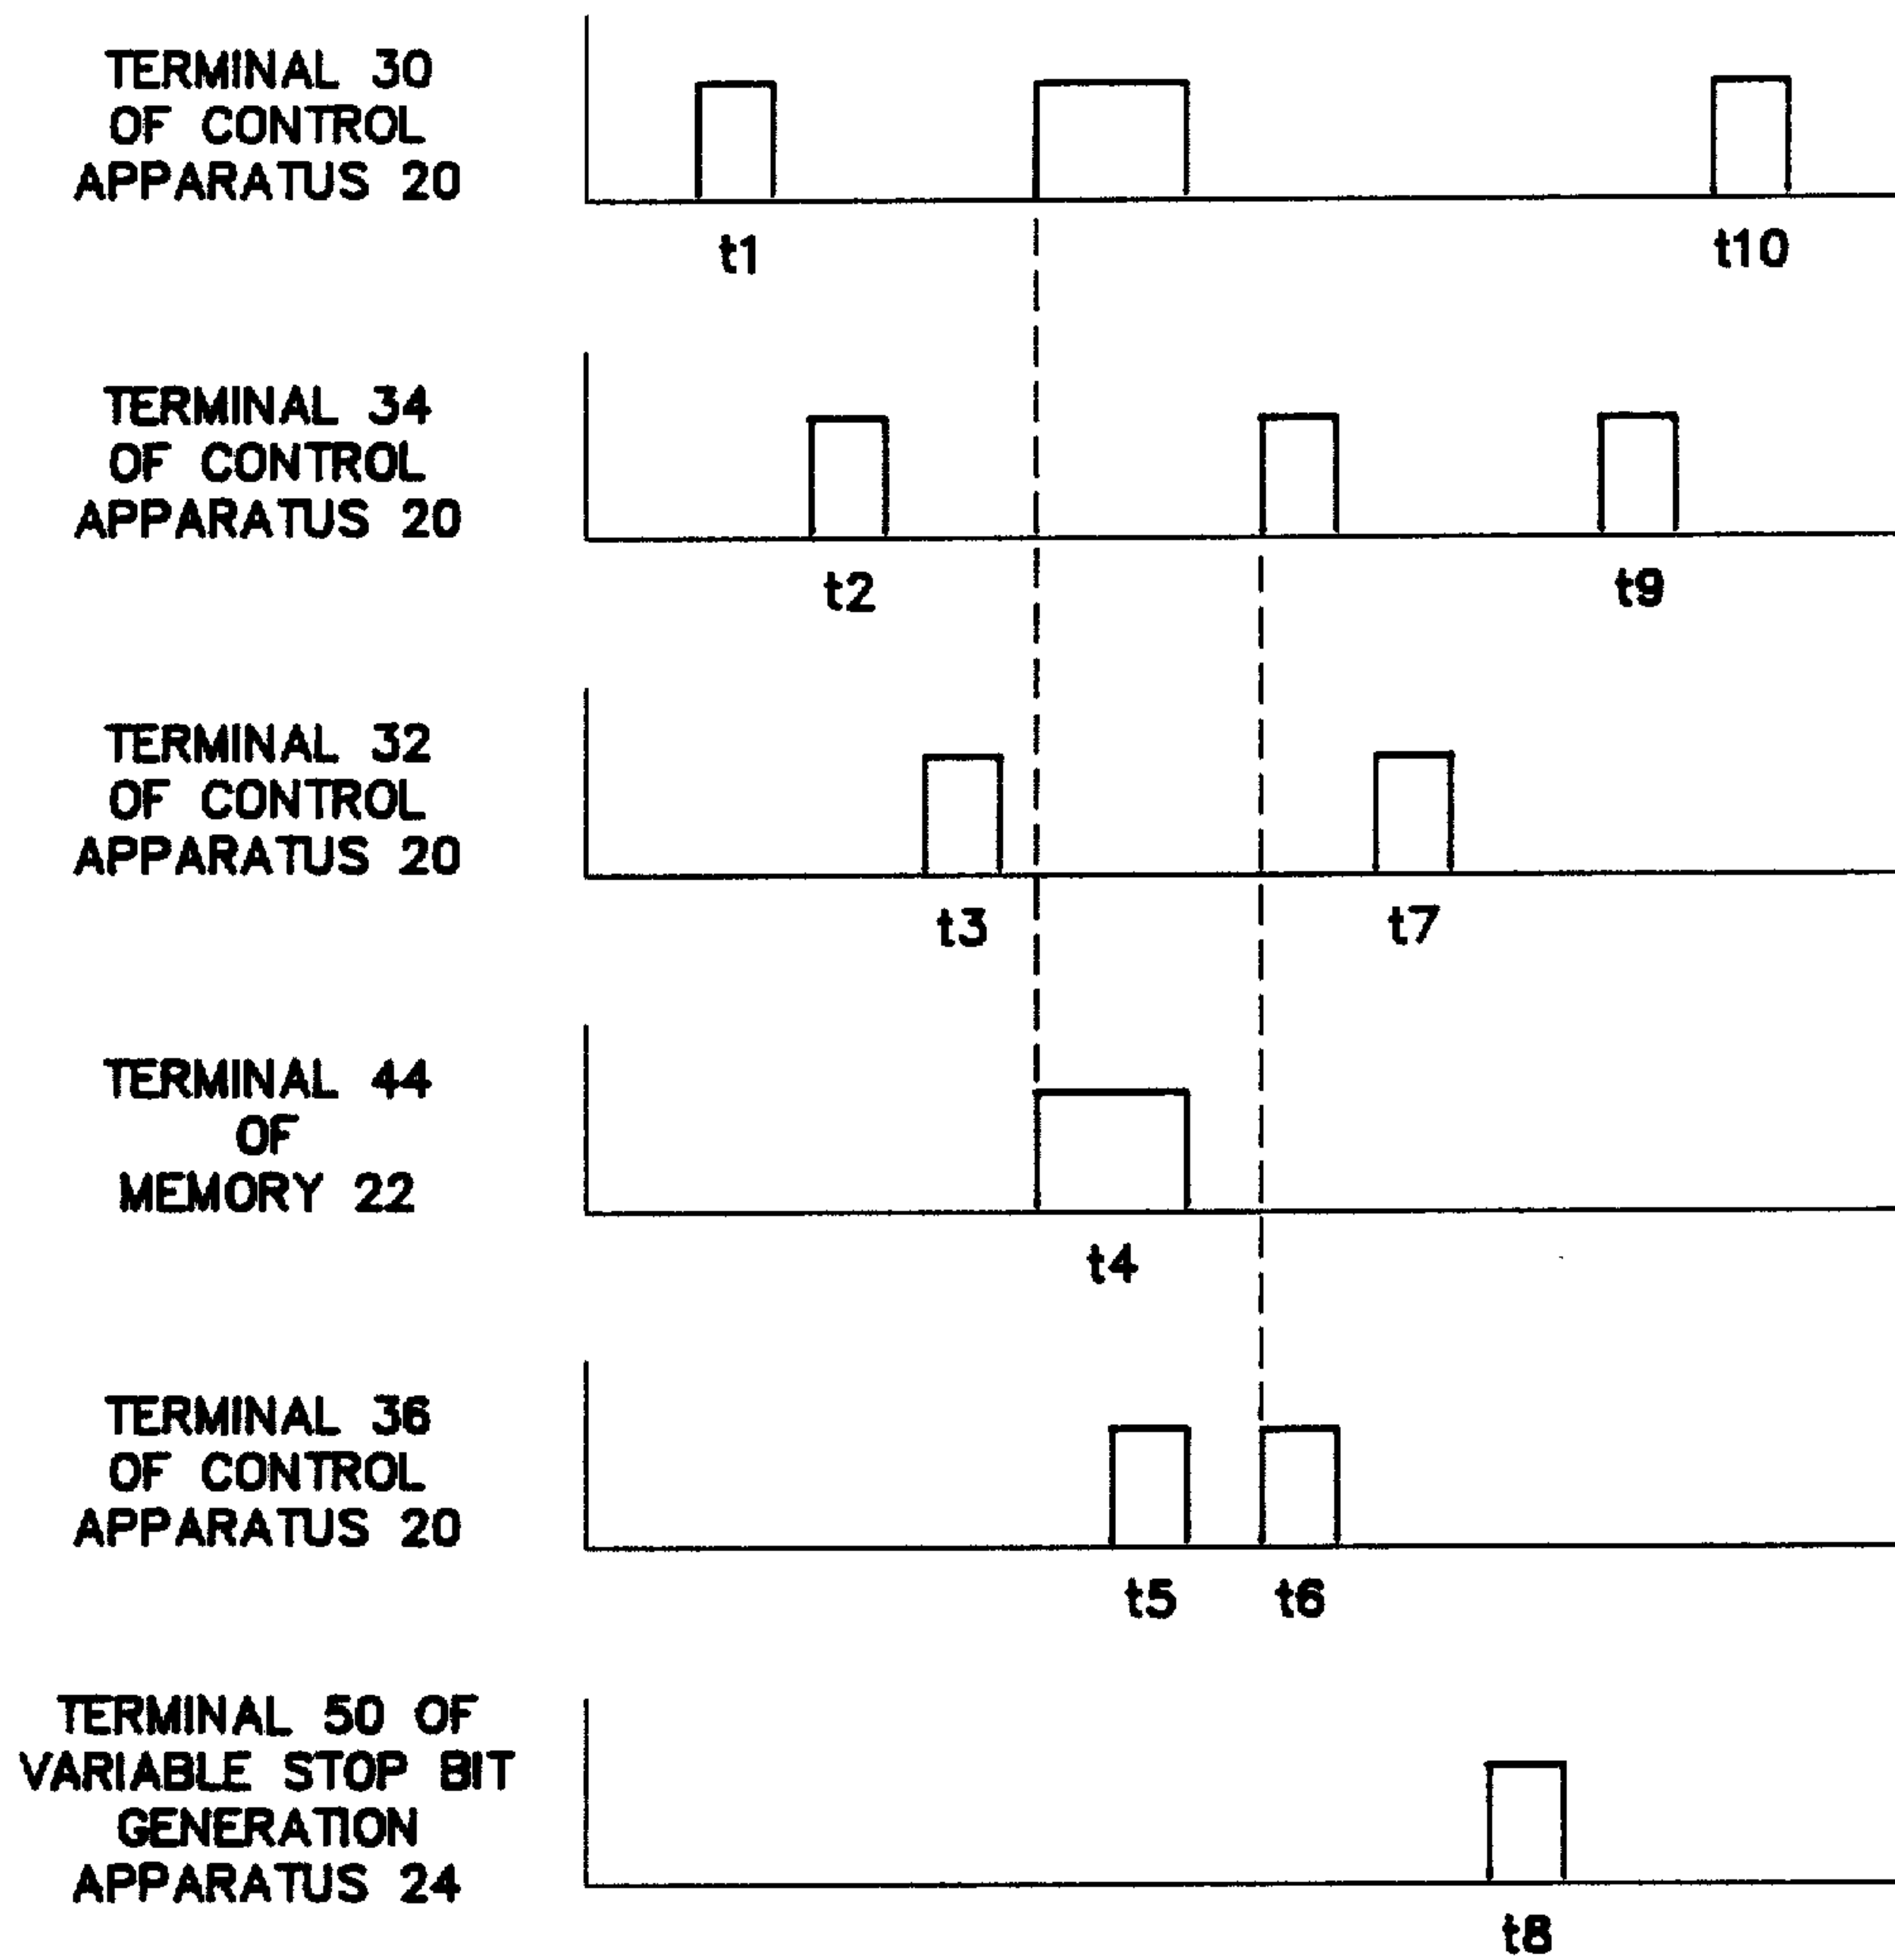 TERMINAL 30
OF CONTROL
APPARATUS 20
t1
t10
TERMINAL 34
OF CONTROL
APPARATUS 20
t2
t9
TERMINAL 32
OF CONTROL
APPARATUS 20
t3
t7
TERMINAL 44
OF
MEMORY 22
t4
TERMINAL 36
OF CONTROL
APPARATUS 20
t5
t6
TERMINAL 50 OF
VARIABLE STOP BIT
GENERATION
APPARATUS 24
t8